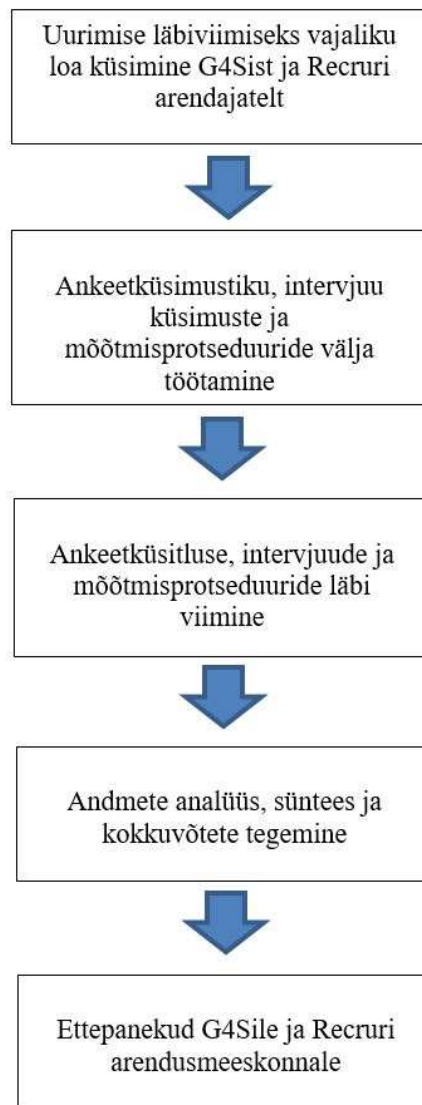 Uurimise läbiviimiseks vajaliku
loa küsimine G4Sist ja Recruri
arendajatelt
Ankeetküsimustiku, intervjuu
küsimuste ja
mõõtmisprotseduuride välja
töötamine
Ankeetküsitluse, intervjuude ja
mõõtmisprotseduuride läbi
viimine
Andmete analüüs, süntees ja
kokkuvõtete tegemine
Ettepanekud G4Sile ja Recruri
arendusmeeskonnale